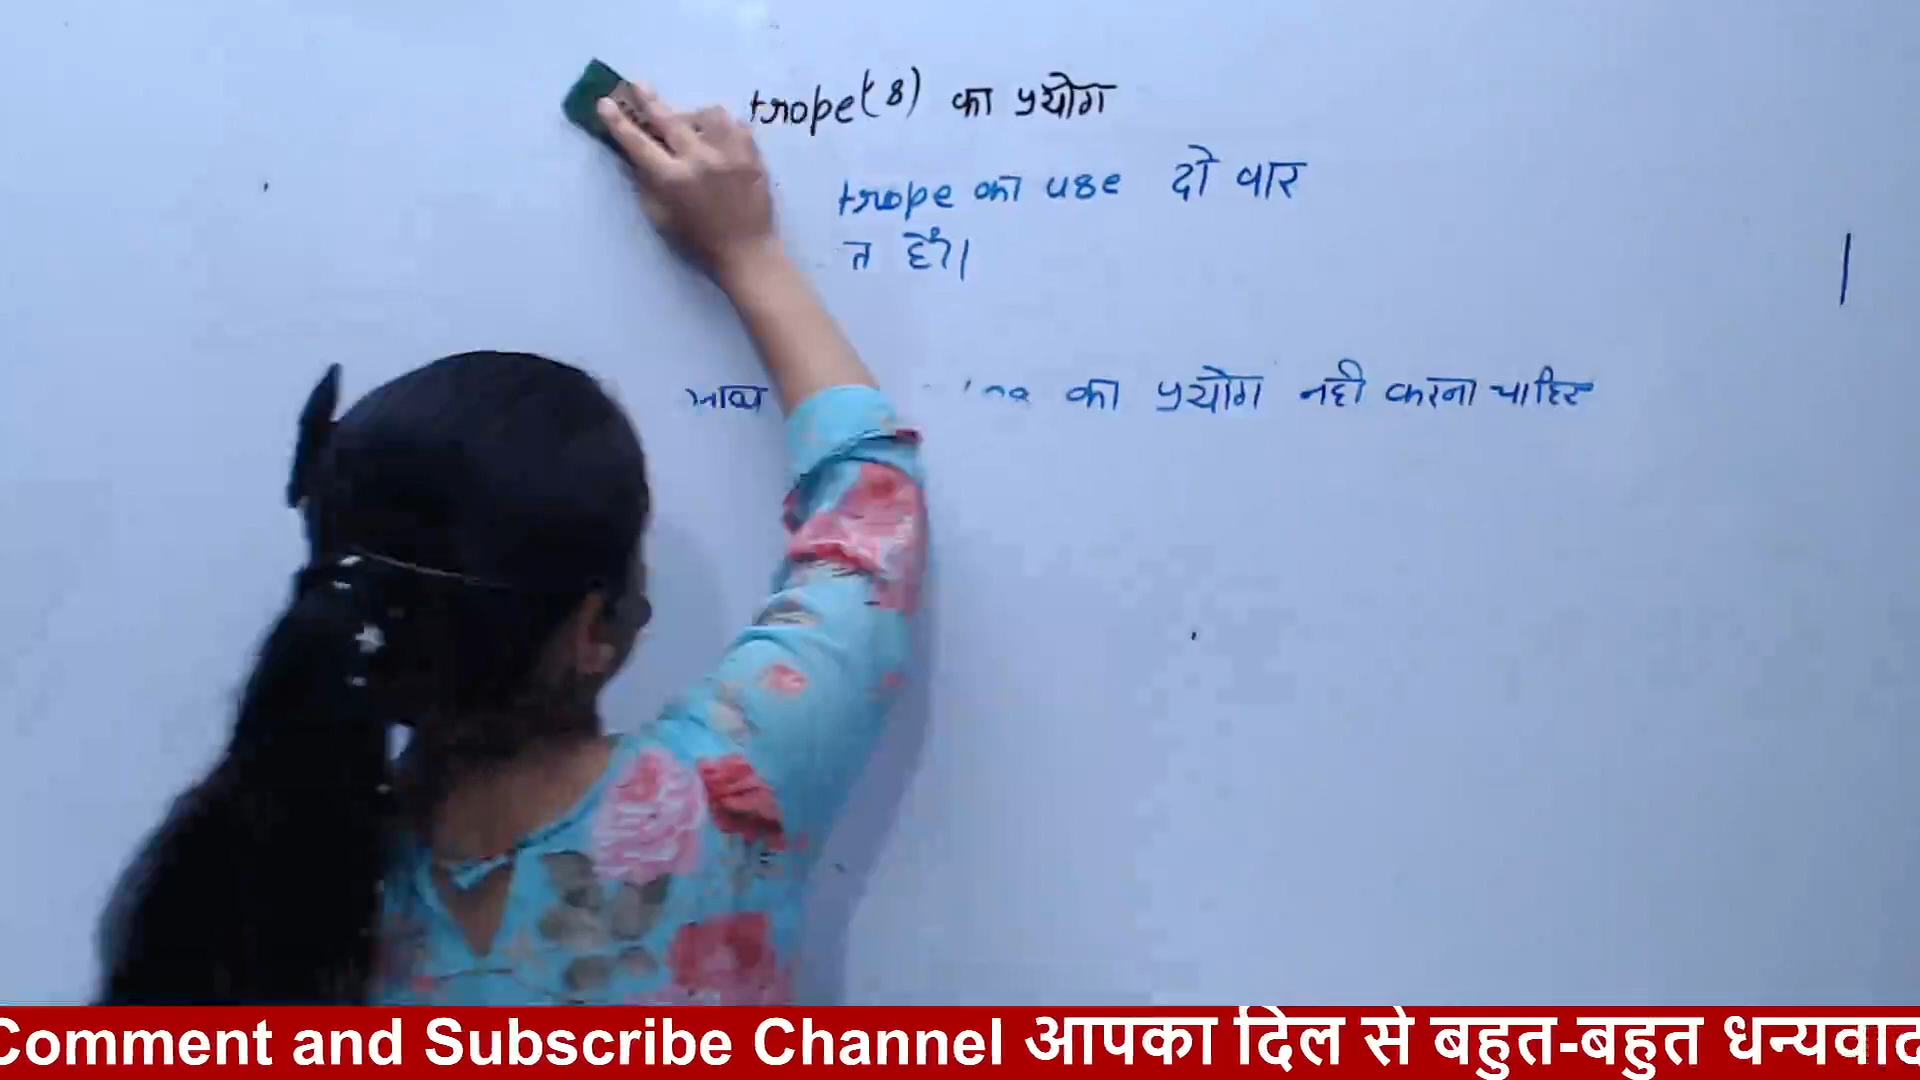 trope('s) का प्रयोग
trope का use दो वार
त हैं।
का प्रयोग नही करना चाहिए
Comment and Subscribe Channel आपका दिल से बहुत-बहुत धन्यवाद